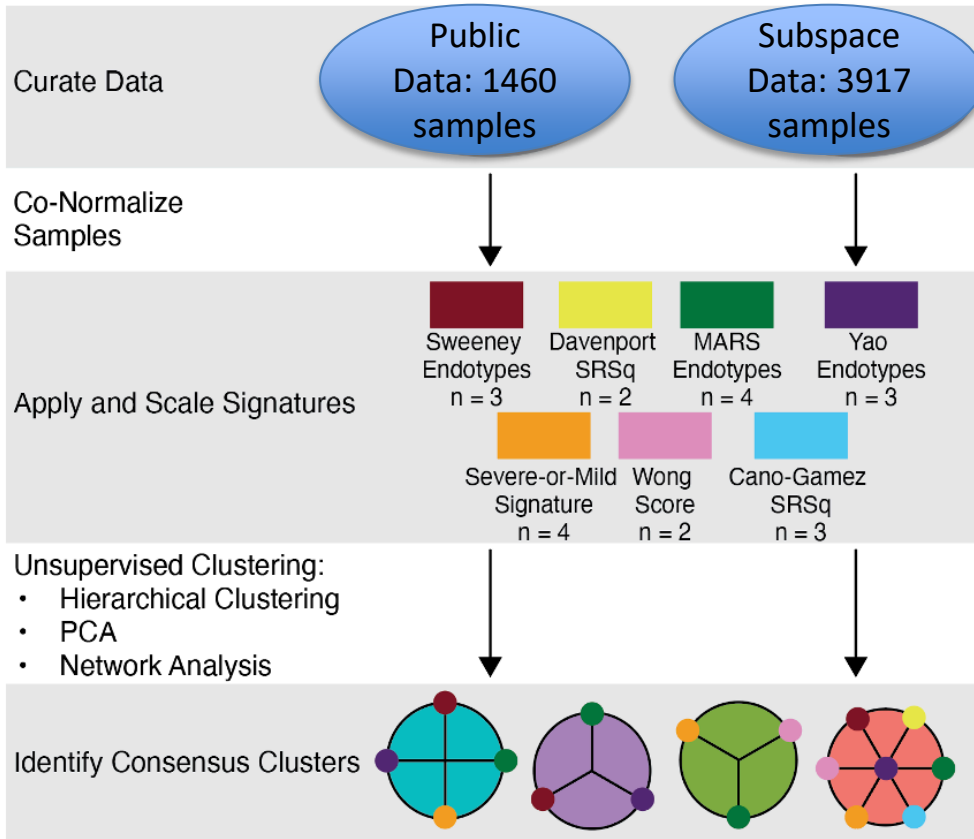 Public
Data: 1460
samples
Subspace
Data: 3917
samples
Curate Data
Co-Normalize
Samples
Sweeney
Endotypes
n = 3
Davenport
SRSq
n = 2
MARS
Endotypes
n = 4
Yao
Endotypes
n = 3
Apply and Scale Signatures
Severe-or-Mild
Signature
n = 4
Wong
Score
n = 2
Cano-Gamez
SRSq
n = 3
Unsupervised Clustering:
• Hierarchical Clustering
• PCA
• Network Analysis
Identify Consensus Clusters